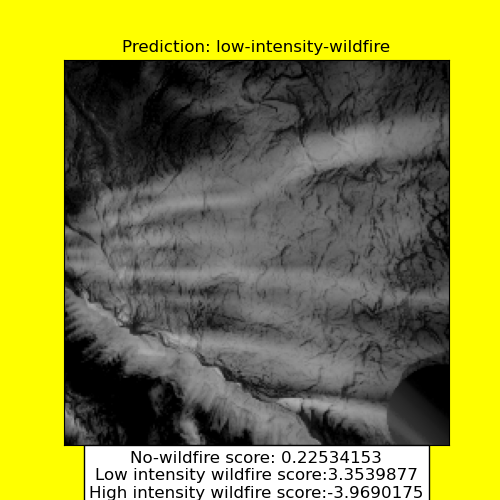 Prediction: low-intensity-wildfire
No-wildfire score: 0.22534153
Low intensity wildfire score:3.3539877
High intensity wildfire score:-3.9690175